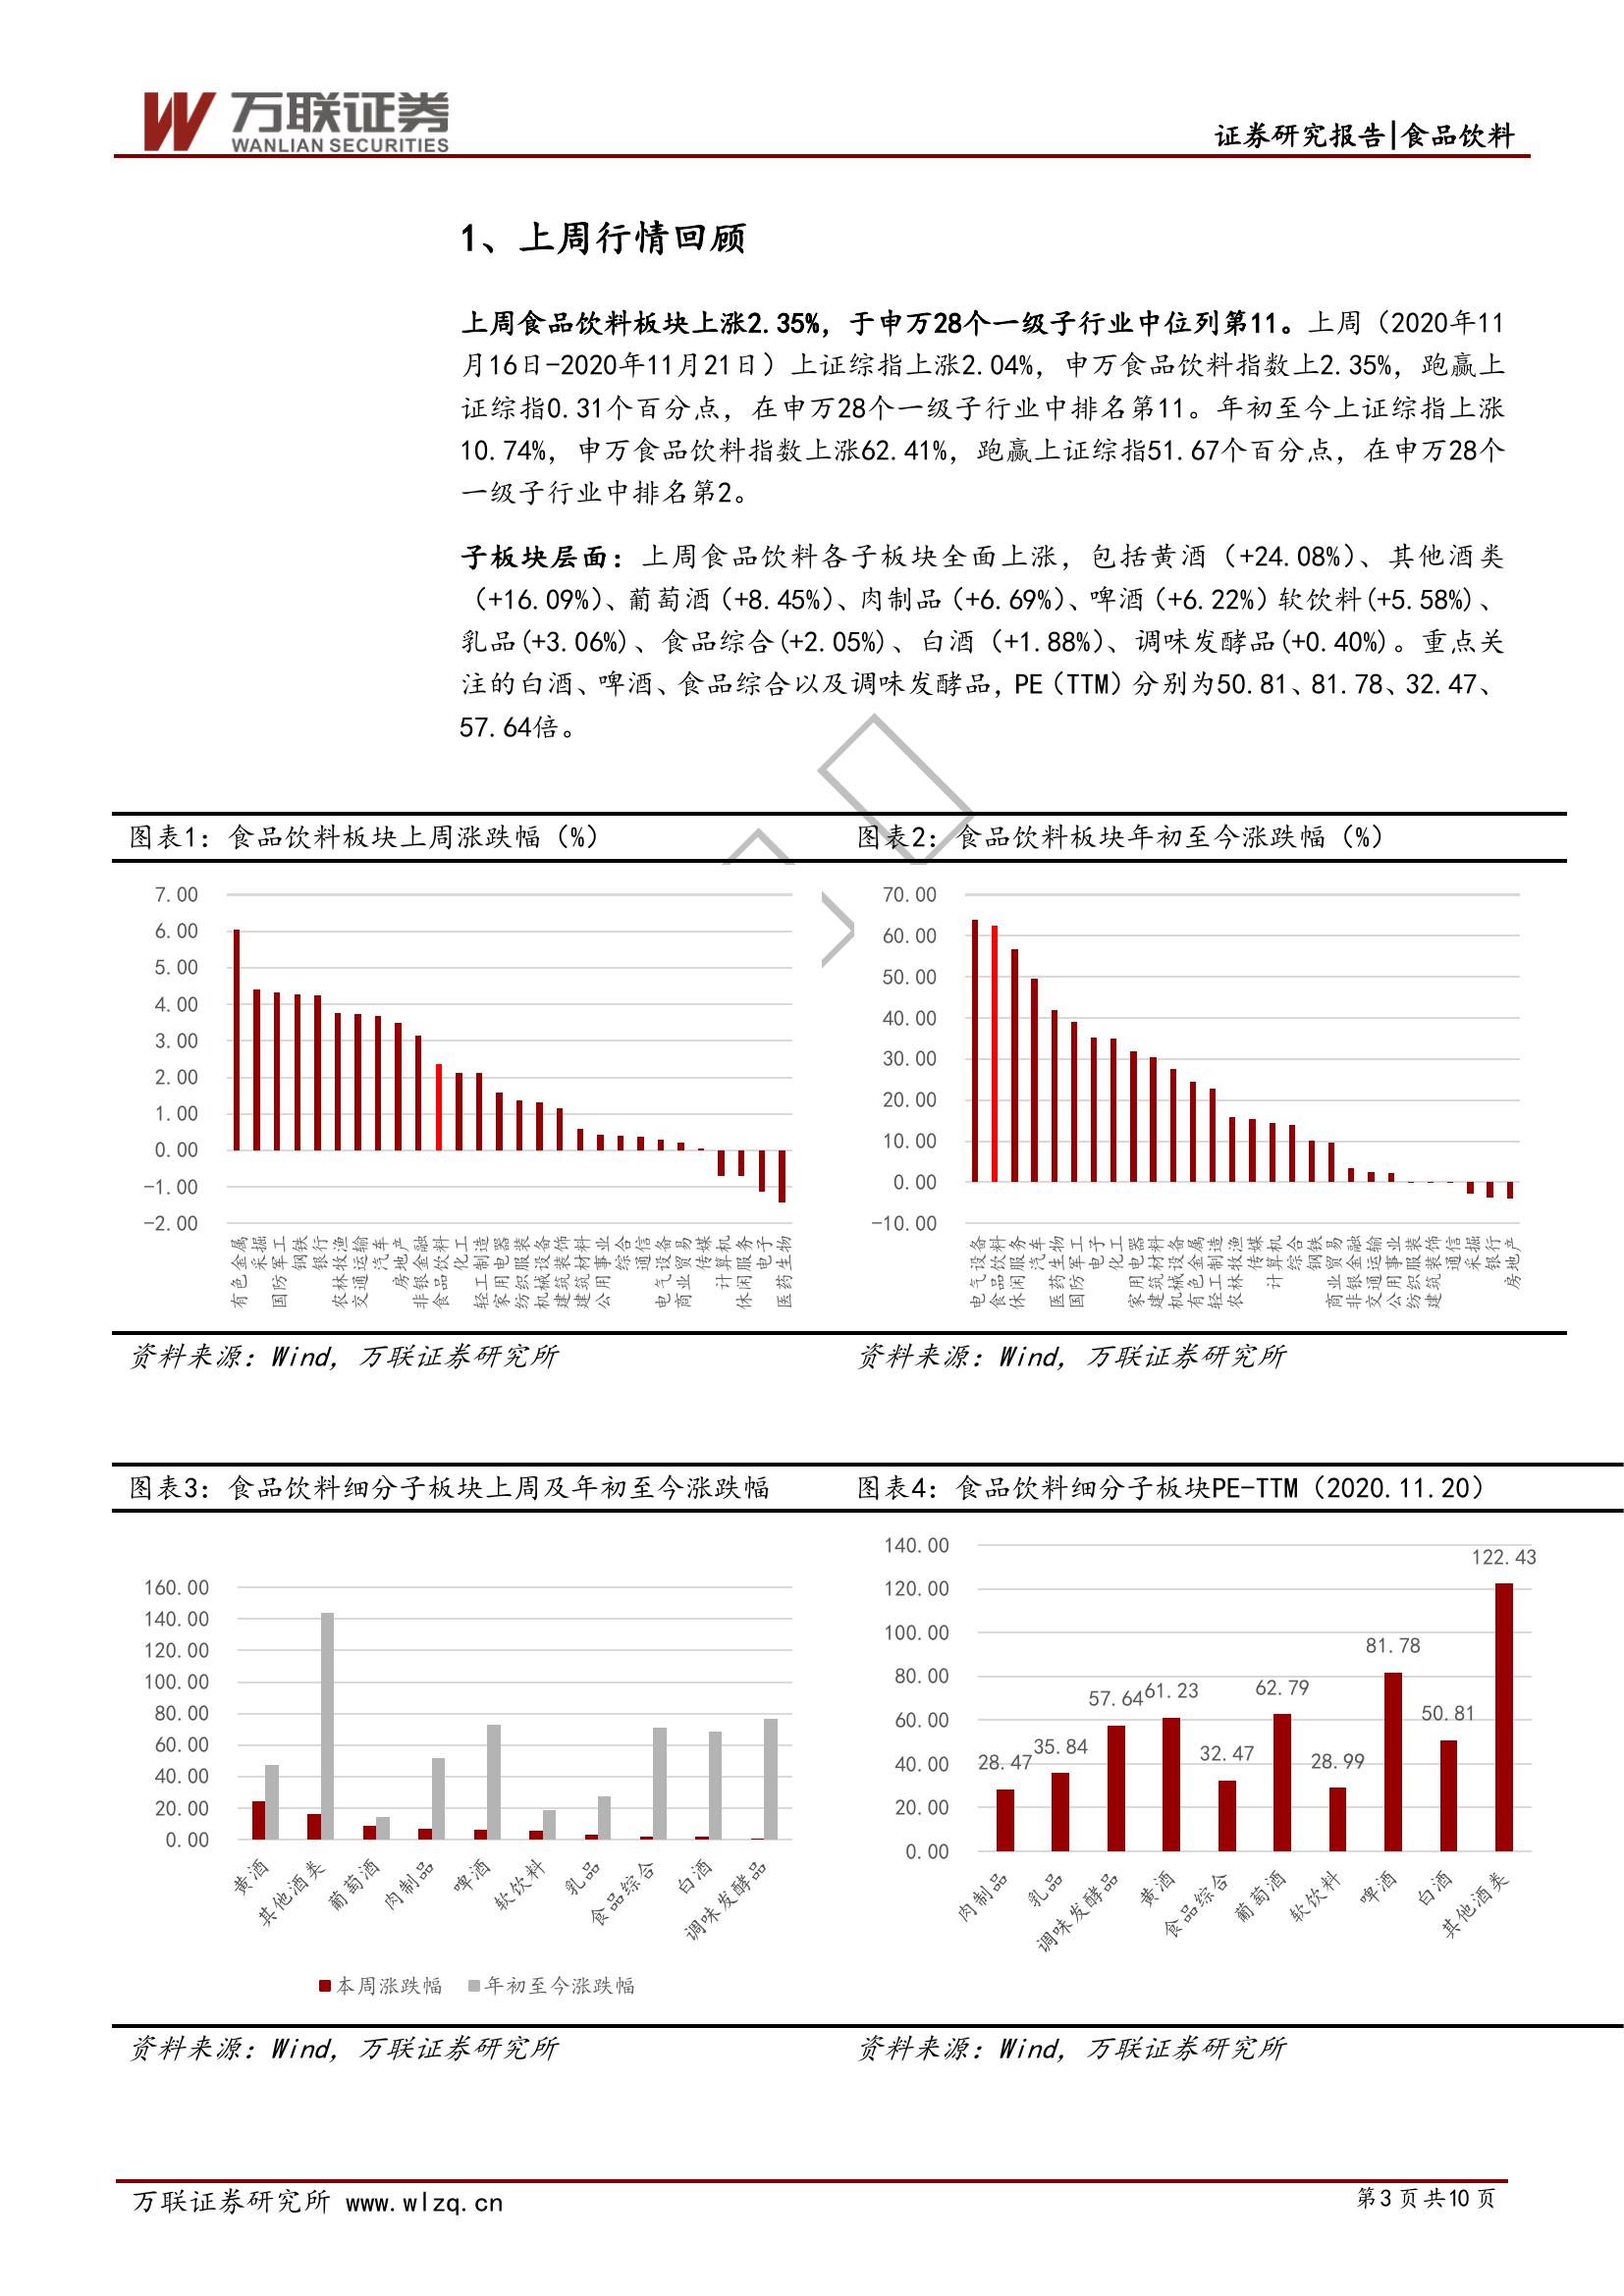 万联证券
WANLIAN SECURITIES
证券研究报告|食品饮料
1、上周行情回顾
上周食品饮料板块上涨2.35%，于申万28个一级子行业中位列第11。上周（2020年11
月16日-2020年11月21日）上证综指上涨2.04%，申万食品饮料指数上2.35%，跑赢上
证综指0.31个百分点，在申万28个一级子行业中排名第11。年初至今上证综指上涨
10.74%，申万食品饮料指数上涨62.41%，跑赢上证综指51.67个百分点，在申万28个
一级子行业中排名第2。
子板块层面：上周食品饮料各子板块全面上涨，包括黄酒（+24.08%）、其他酒类
（+16.09%）、葡萄酒（+8.45%）、肉制品（+6.69%）、啤酒（+6.22%）软饮料(+5.58%)、
乳品(+3.06%)、食品综合(+2.05%)、白酒（+1.88%）、调味发酵品(+0.40%)。重点关
注的白酒、啤酒、食品综合以及调味发酵品，PE（TTM）分别为50.81、81.78、32.47、
57.64倍。
图表1：食品饮料板块上周涨跌幅（%）
7.00
6.00
5.00
4.00
3.00
2.00
1.00
0.00
-1.00
-2.00
有色金属
采掘
国防军工
钢铁
银行
农林牧渔
交通运输
汽车
房地产
非银金融
食品饮料
化工
轻工制造
家用电器
纺织服装
机械设备
建筑装饰
建筑材料
公用事业
综合
通信
电气设备
商业贸易
传媒
计算机
休闲服务
电子
医药生物
资料来源：Wind，万联证券研究所
图表2：食品饮料板块年初至今涨跌幅（%）
70.00
60.00
50.00
40.00
30.00
20.00
10.00
0.00
-10.00
电气设备
食品饮料
休闲服务
汽车
医药生物
国防军工
电子
化工
家用电器
建筑材料
机械设备
有色金属
轻工制造
农林牧渔
传媒
计算机
综合
钢铁
商业贸易
非银金融
交通运输
公用事业
纺织服装
建筑装饰
通信
采掘
银行
房地产
资料来源：Wind，万联证券研究所
图表3：食品饮料细分子板块上周及年初至今涨跌幅
160.00
140.00
120.00
100.00
80.00
60.00
40.00
20.00
0.00
黄酒
其他酒类
葡萄酒
肉制品
啤酒
软饮料
乳品
食品综合
白酒
调味发酵品
本周涨跌幅 年初至今涨跌幅
资料来源：Wind，万联证券研究所
图表4：食品饮料细分子板块PE-TTM（2020.11.20）
140.00
120.00
100.00
80.00
60.00
40.00
20.00
0.00
28.47
35.84
57.64
61.23
32.47
62.79
28.99
81.78
50.81
122.43
肉制品
乳品
调味发酵品
黄酒
食品综合
葡萄酒
软饮料
啤酒
白酒
其他酒类
资料来源：Wind，万联证券研究所
万联证券研究所 www.wlzq.cn
第3页共10页